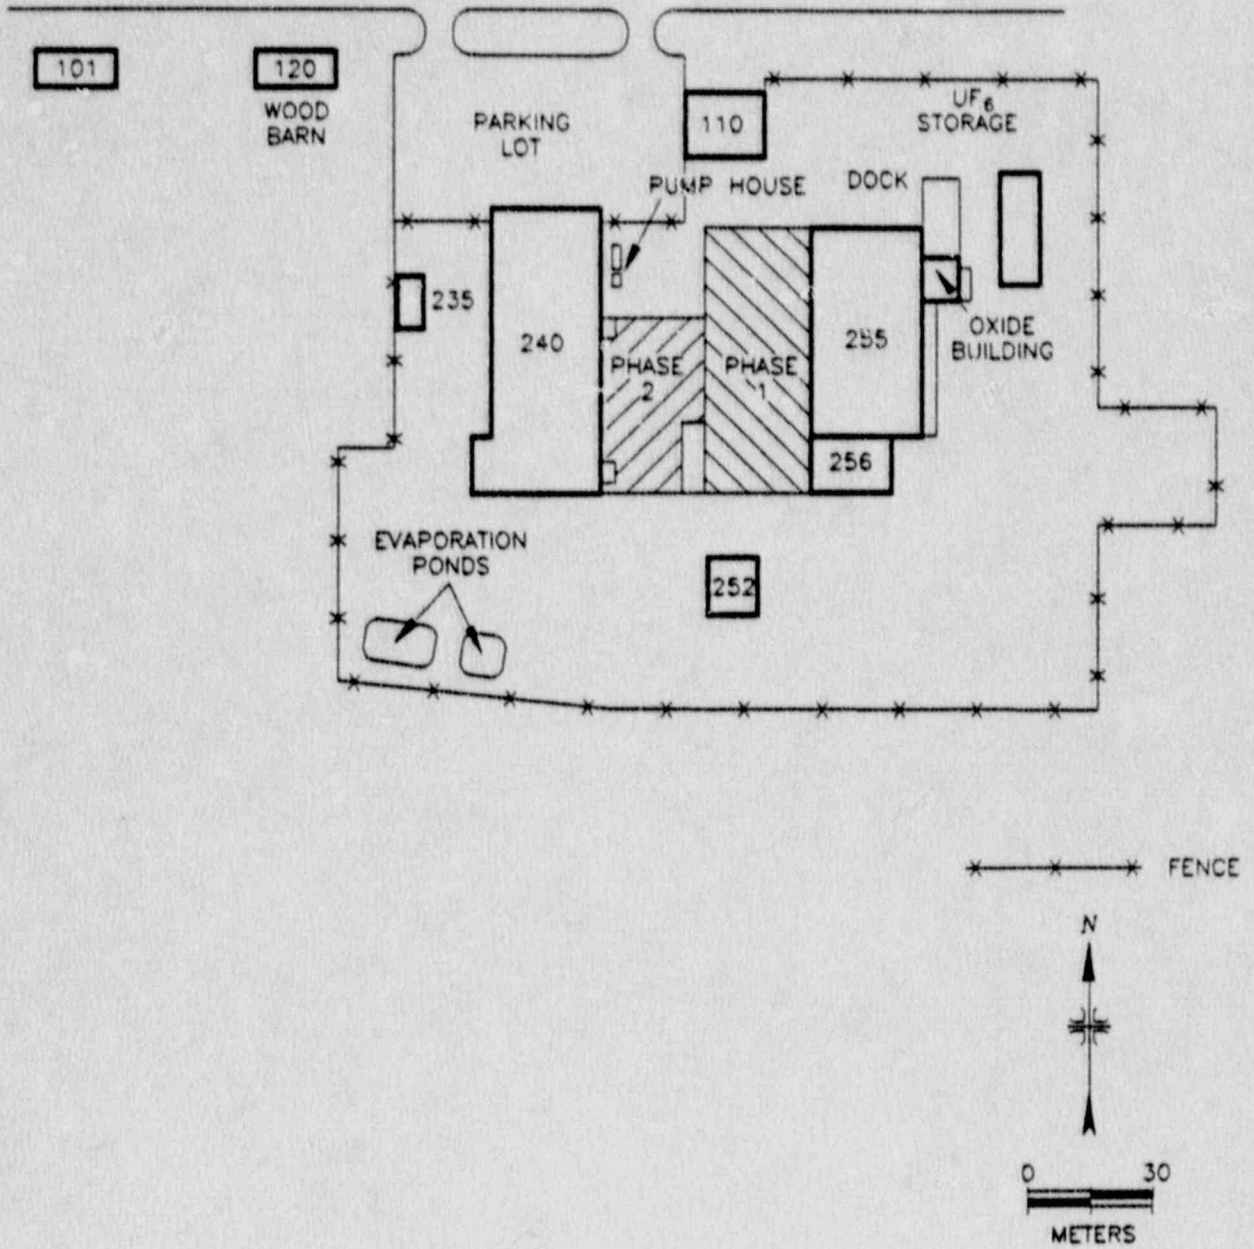 101
120
WOOD
BARN
PARKING
LOT
110
UF6
STORAGE
PUMP HOUSE
DOCK
235
240
PHASE
2
PHASE
1
255
OXIDE
BUILDING
256
EVAPORATION
PONDS
252
FENCE
N
0 30
METERS